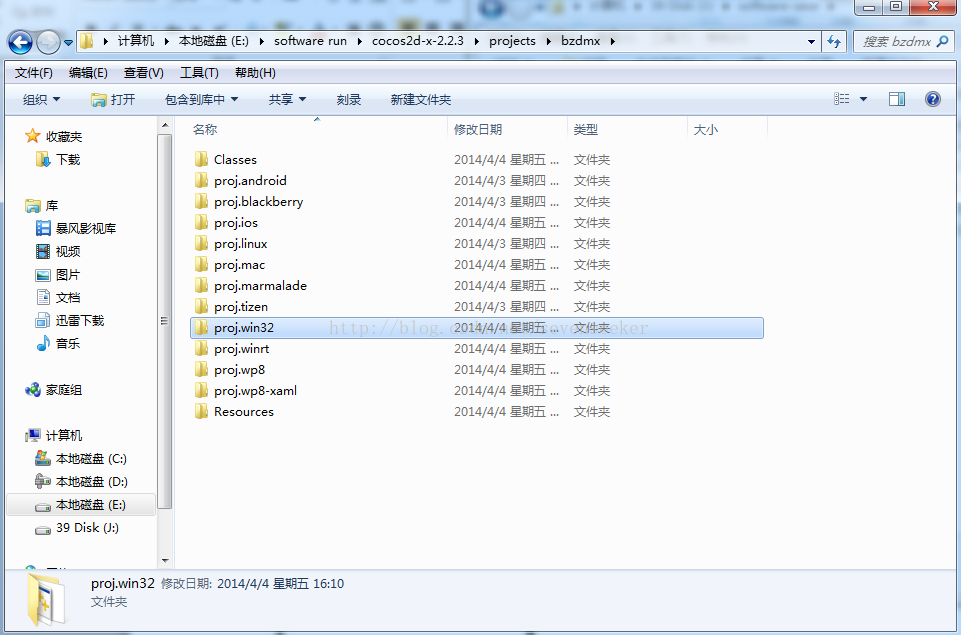 计算机 本地磁盘 (E:) software run cocos2d-x-2.2.3 projects bzdmx 搜索 bzdmx
文件(F) 编辑(E) 查看(V) 工具(T) 帮助(H)
组织 打开 包含到库中 共享 刻录 新建文件夹
收藏夹
下载
库
暴风影视库
视频
图片
文档
迅雷下载
音乐
家庭组
计算机
本地磁盘 (C:)
本地磁盘 (D:)
本地磁盘 (E:)
39 Disk (J:)
名称 修改日期 类型 大小
Classes 2014/4/4 星期五 ... 文件夹
proj.android 2014/4/3 星期四 ... 文件夹
proj.blackberry 2014/4/3 星期四 ... 文件夹
proj.ios 2014/4/4 星期五 ... 文件夹
proj.linux 2014/4/3 星期四 ... 文件夹
proj.mac 2014/4/4 星期五 ... 文件夹
proj.marmalade 2014/4/4 星期五 ... 文件夹
proj.tizen 2014/4/3 星期四 ... 文件夹
proj.win32 2014/4/4 星期五 ... 文件夹
proj.winrt 2014/4/4 星期五 ... 文件夹
proj.wp8 2014/4/4 星期五 ... 文件夹
proj.wp8-xaml 2014/4/4 星期五 ... 文件夹
Resources 2014/4/4 星期五 ... 文件夹
proj.win32 修改日期: 2014/4/4 星期五 16:10
文件夹